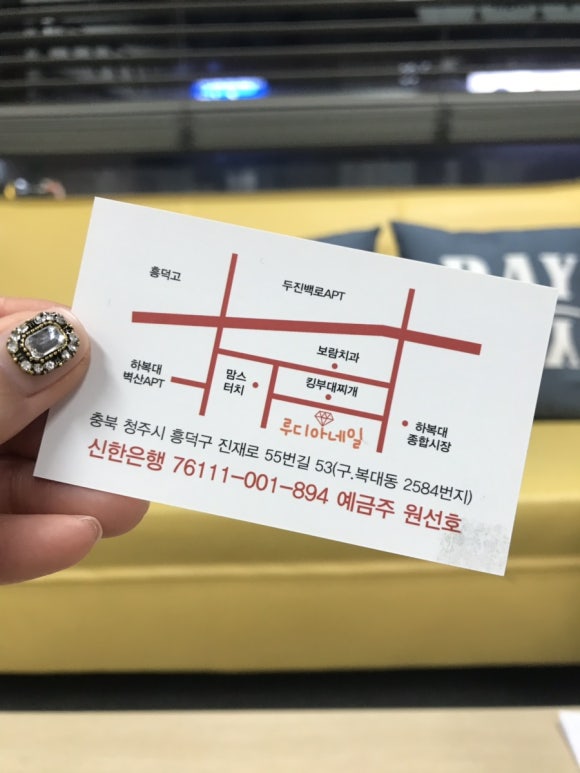 흥덕고
두진백로APT
보람치과
하복대
벽산APT
맘스
터치
킹부대찌개
루디아네일
하복대
종합시장
충북 청주시 흥덕구 진재로 55번길 53(구.복대동 2584번지)
신한은행 76111-001-894 예금주 원선호